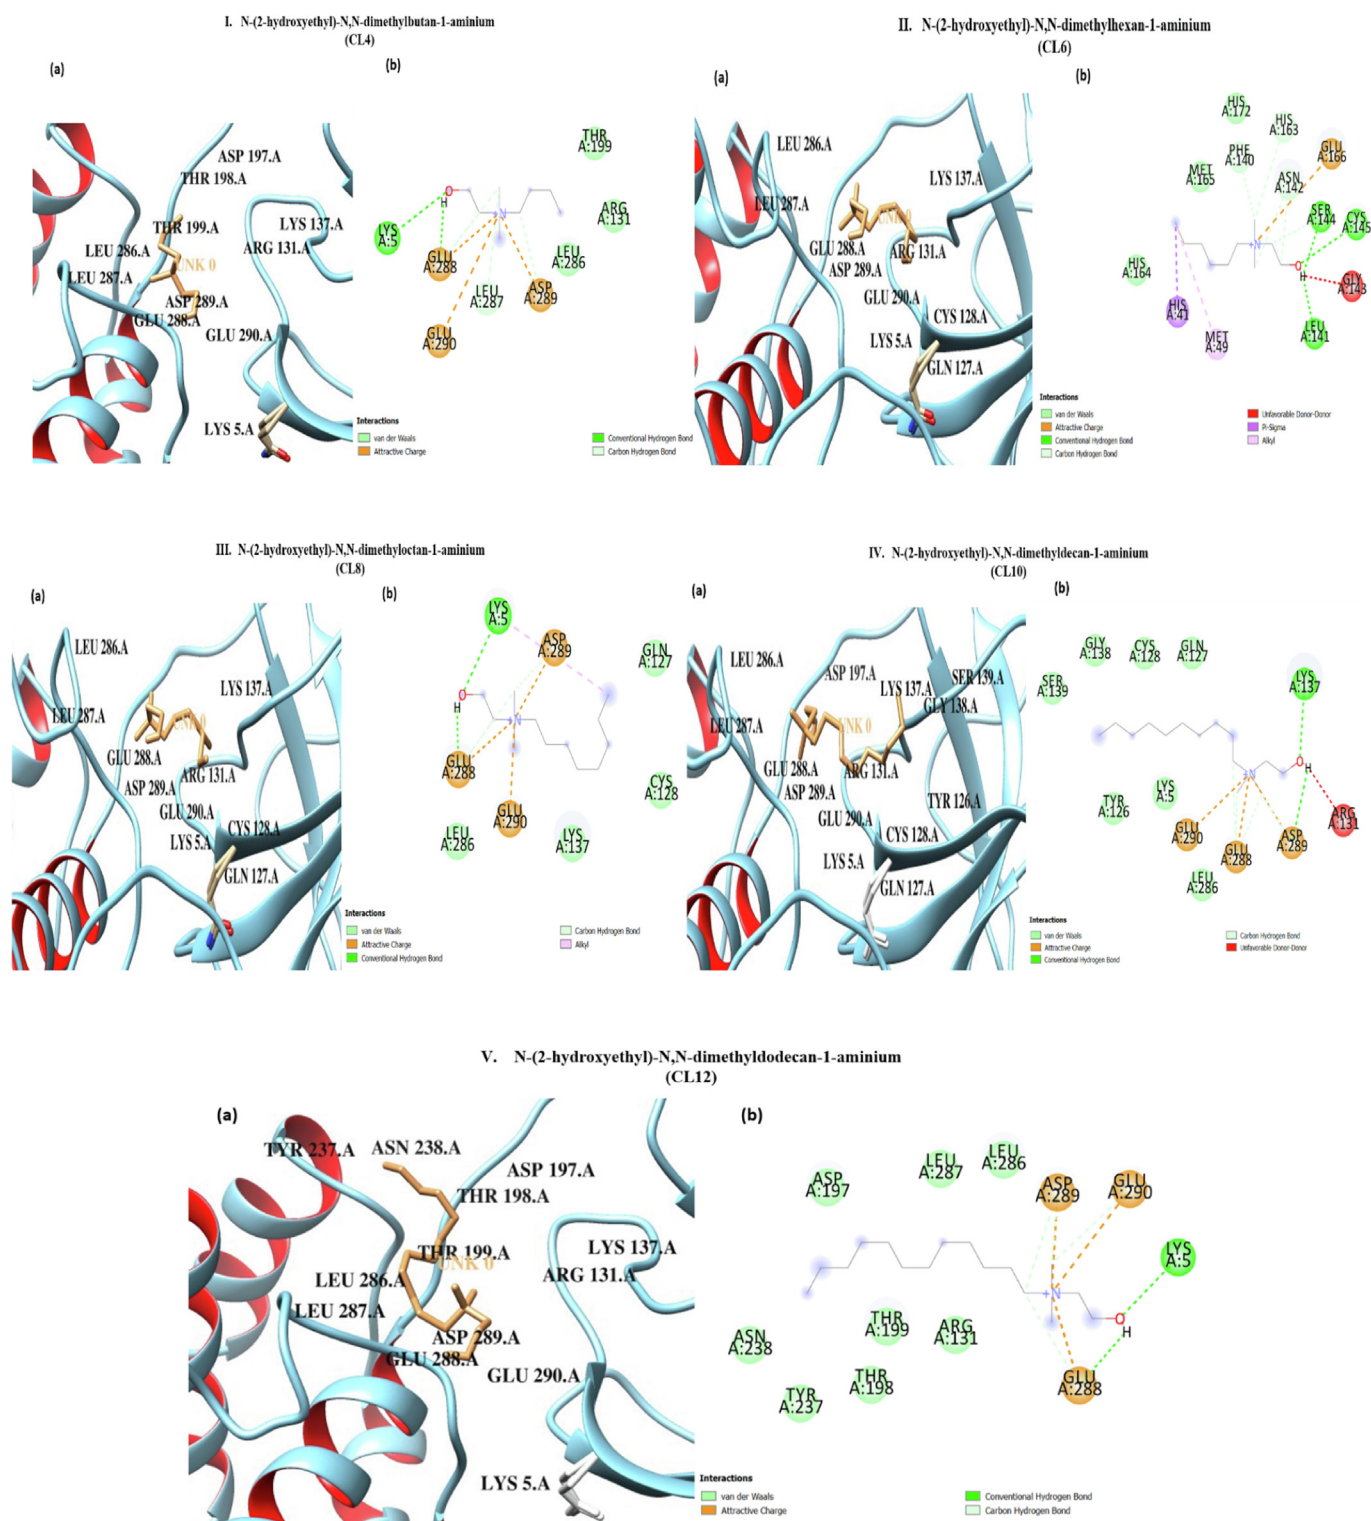 I. N-(2-hydroxyethyl)-N,N-dimethylbutan-1-aminium
(CL4)
(a)
ASP 197.A
THR 198.A
THR 199.A
LYS 137.A
ARG 131.A
LEU 286.A
UNK 0
LEU 287.A
ASP 289.A
GLU 288.A
GLU 290.A
LYS 5.A
(b)
THR
A:199
LYS
A:5
ARG
A:131
GLU
A:288
LEU
A:286
LEU
A:287
ASP
A:289
GLU
A:290
O
H
+N
Interactions
van der Waals
Attractive Charge
Conventional Hydrogen Bond
Carbon Hydrogen Bond
II. N-(2-hydroxyethyl)-N,N-dimethylhexan-1-aminium
(CL6)
(a)
LEU 286.A
LYS 137.A
LEU 287.A
UNK 0
GLU 288.A
ARG 131.A
ASP 289.A
GLU 290.A
CYS 128.A
LYS 5.A
GLN 127.A
(b)
HIS
A:172
HIS
A:163
PHE
A:140
GLU
A:166
MET
A:165
ASN
A:142
SER
A:144
CYS
A:145
HIS
A:164
GLY
A:143
HIS
A:41
MET
A:49
LEU
A:141
+N
O
H
Interactions
van der Waals
Attractive Charge
Conventional Hydrogen Bond
Carbon Hydrogen Bond
Unfavorable Donor-Donor
Pi-Sigma
Alkyl
III. N-(2-hydroxyethyl)-N,N-dimethyloctan-1-aminium
(CL8)
(a)
LEU 286.A
LYS 137.A
LEU 287.A
UNK 0
GLU 288.A
ARG 131.A
ASP 289.A
GLU 290.A
CYS 128.A
LYS 5.A
GLN 127.A
(b)
LYS
A:5
ASP
A:289
GLN
A:127
O
H
+N
GLU
A:288
CYS
A:128
GLU
A:290
LEU
A:286
LYS
A:137
Interactions
van der Waals
Attractive Charge
Conventional Hydrogen Bond
Carbon Hydrogen Bond
Alkyl
IV. N-(2-hydroxyethyl)-N,N-dimethyldecan-1-aminium
(CL10)
(a)
LEU 286.A
ASP 197.A
SER 139.A
LYS 137.A
GLY 138.A
LEU 287.A
UNK 0
GLU 288.A
ARG 131.A
ASP 289.A
TYR 126.A
GLU 290.A
CYS 128.A
LYS 5.A
GLN 127.A
(b)
GLY
A:138
CYS
A:128
GLN
A:127
SER
A:139
LYS
A:137
O
H
+N
LYS
A:5
TYR
A:126
ARG
A:131
GLU
A:290
GLU
A:288
ASP
A:289
LEU
A:286
Interactions
van der Waals
Attractive Charge
Conventional Hydrogen Bond
Carbon Hydrogen Bond
Unfavorable Donor-Donor
V. N-(2-hydroxyethyl)-N,N-dimethyldodecan-1-aminium
(CL12)
(a)
TYR 237.A
ASN 238.A
ASP 197.A
THR 198.A
THR 199.A
LYS 137.A
UNK 0
LEU 286.A
ARG 131.A
LEU 287.A
ASP 289.A
GLU 288.A
GLU 290.A
LYS 5.A
(b)
LEU
A:287
LEU
A:286
ASP
A:197
ASP
A:289
GLU
A:290
LYS
A:5
+N
O
H
THR
A:199
ARG
A:131
ASN
A:238
THR
A:198
GLU
A:288
TYR
A:237
Interactions
van der Waals
Attractive Charge
Conventional Hydrogen Bond
Carbon Hydrogen Bond